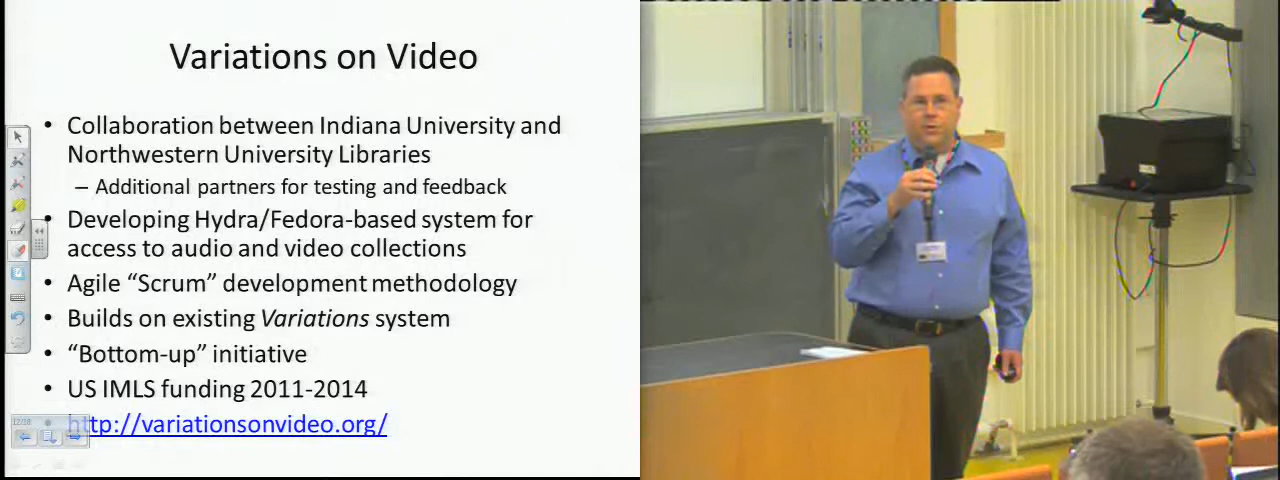 Variations on Video
• Collaboration between Indiana University and
Northwestern University Libraries
– Additional partners for testing and feedback
• Developing Hydra/Fedora-based system for
access to audio and video collections
• Agile “Scrum” development methodology
• Builds on existing Variations system
• “Bottom-up” initiative
• US IMLS funding 2011-2014
http://variationsonvideo.org/